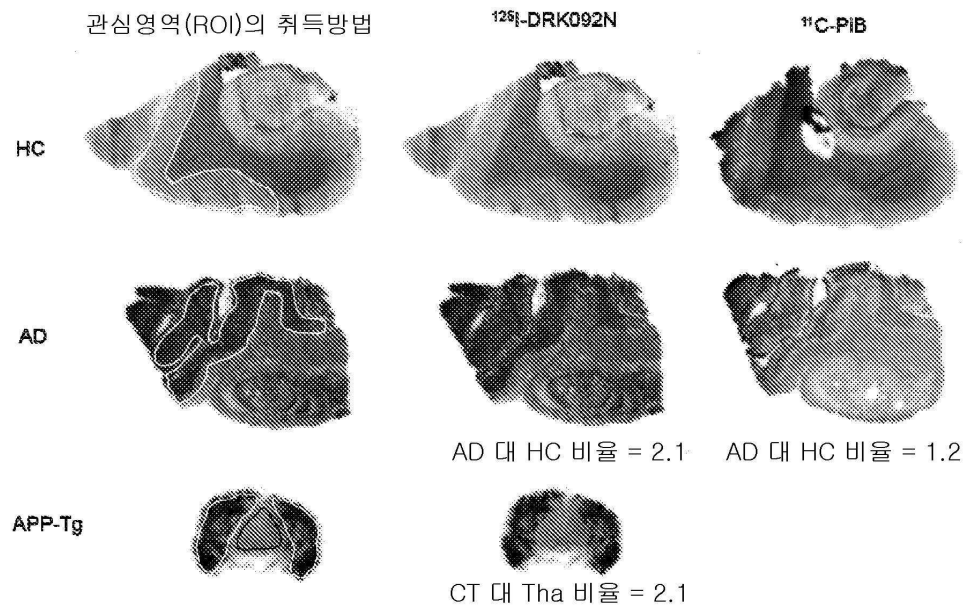 관심영역(ROI)의 취득방법
¹²⁵I-DRK092N
¹¹C-PiB
HC
AD
AD 대 HC 비율 = 2.1
AD 대 HC 비율 = 1.2
APP-Tg
CT 대 Tha 비율 = 2.1